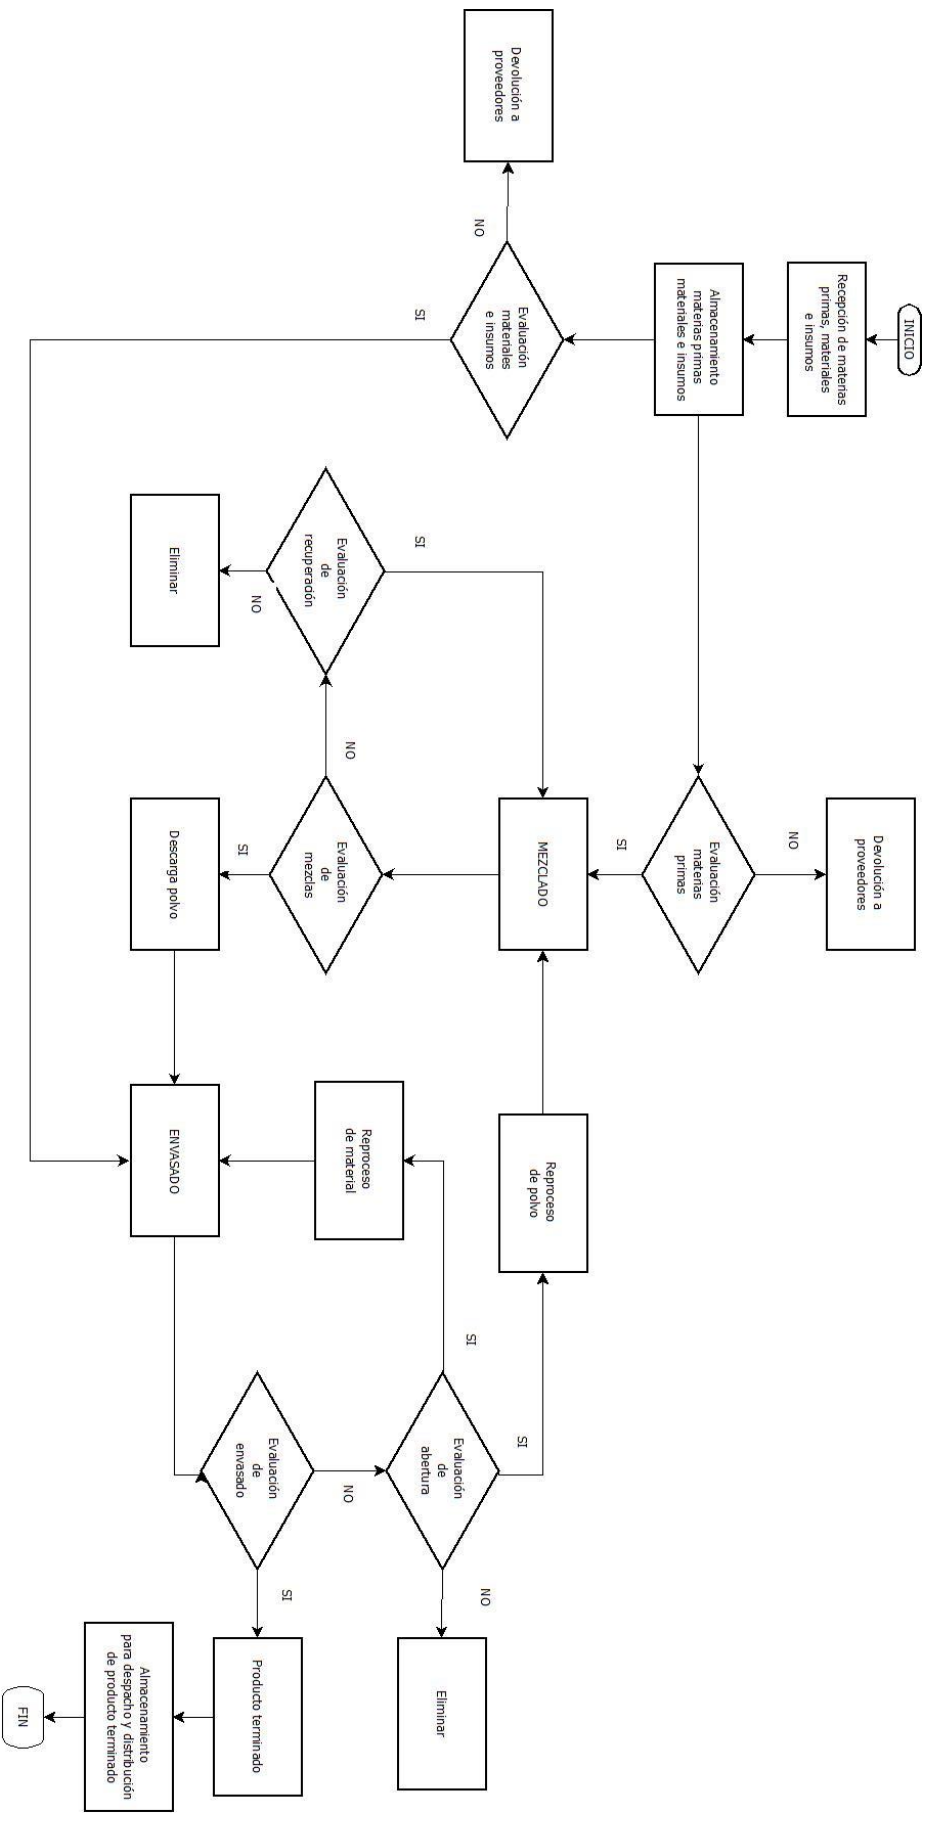 INICIO
Recepción de materias
primas, materiales
e insumos
Devolución a
proveedores
NO
Almacenamiento
materias primas
materiales e insumos
Evaluación
materias
primas
SI
Devolución a
proveedores
NO
Evaluación
materiales
e insumos
SI
MEZCLADO
Reproceso
de polvo
SI
SI
NO
Evaluación
de
abertura
Eliminar
SI
Evaluación
de
recuperación
NO
NO
Evaluación
de
mezclas
SI
Reproceso
de material
NO
Evaluación
de
envasado
SI
Producto terminado
Eliminar
Descarga polvo
ENVASADO
Almacenamiento
para despacho y distribución
de producto terminado
FIN